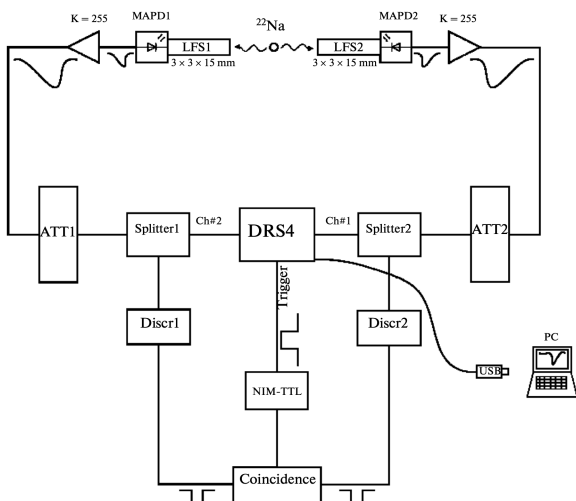 K = 255
MAPD1
²²Na
MAPD2
K = 255
LFS1
LFS2
3 × 3 × 15 mm
3 × 3 × 15 mm
ATT1
Splitter1
Ch#2
DRS4
Ch#1
Splitter2
ATT2
Trigger
Discr1
Discr2
PC
USB
NIM-TTL
Coincidence